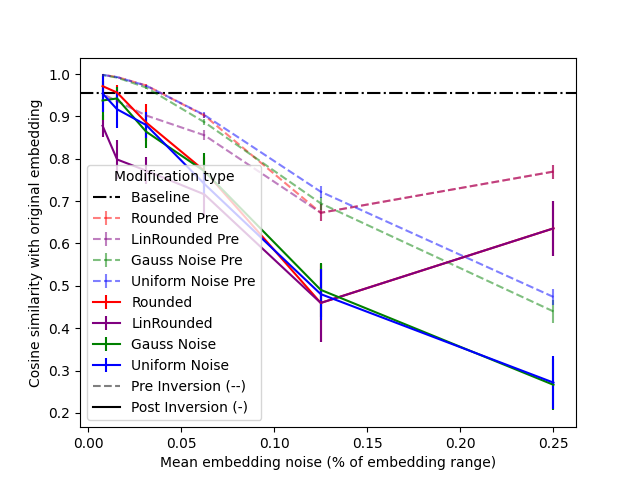 1.0
0.9
0.8
0.7
0.6
0.5
0.4
0.3
0.2
Cosine similarity with original embedding
Modification type
Baseline
Rounded Pre
LinRounded Pre
Gauss Noise Pre
Uniform Noise Pre
Rounded
LinRounded
Gauss Noise
Uniform Noise
Pre Inversion (--)
Post Inversion (-)
0.00 0.05 0.10 0.15 0.20 0.25
Mean embedding noise (% of embedding range)